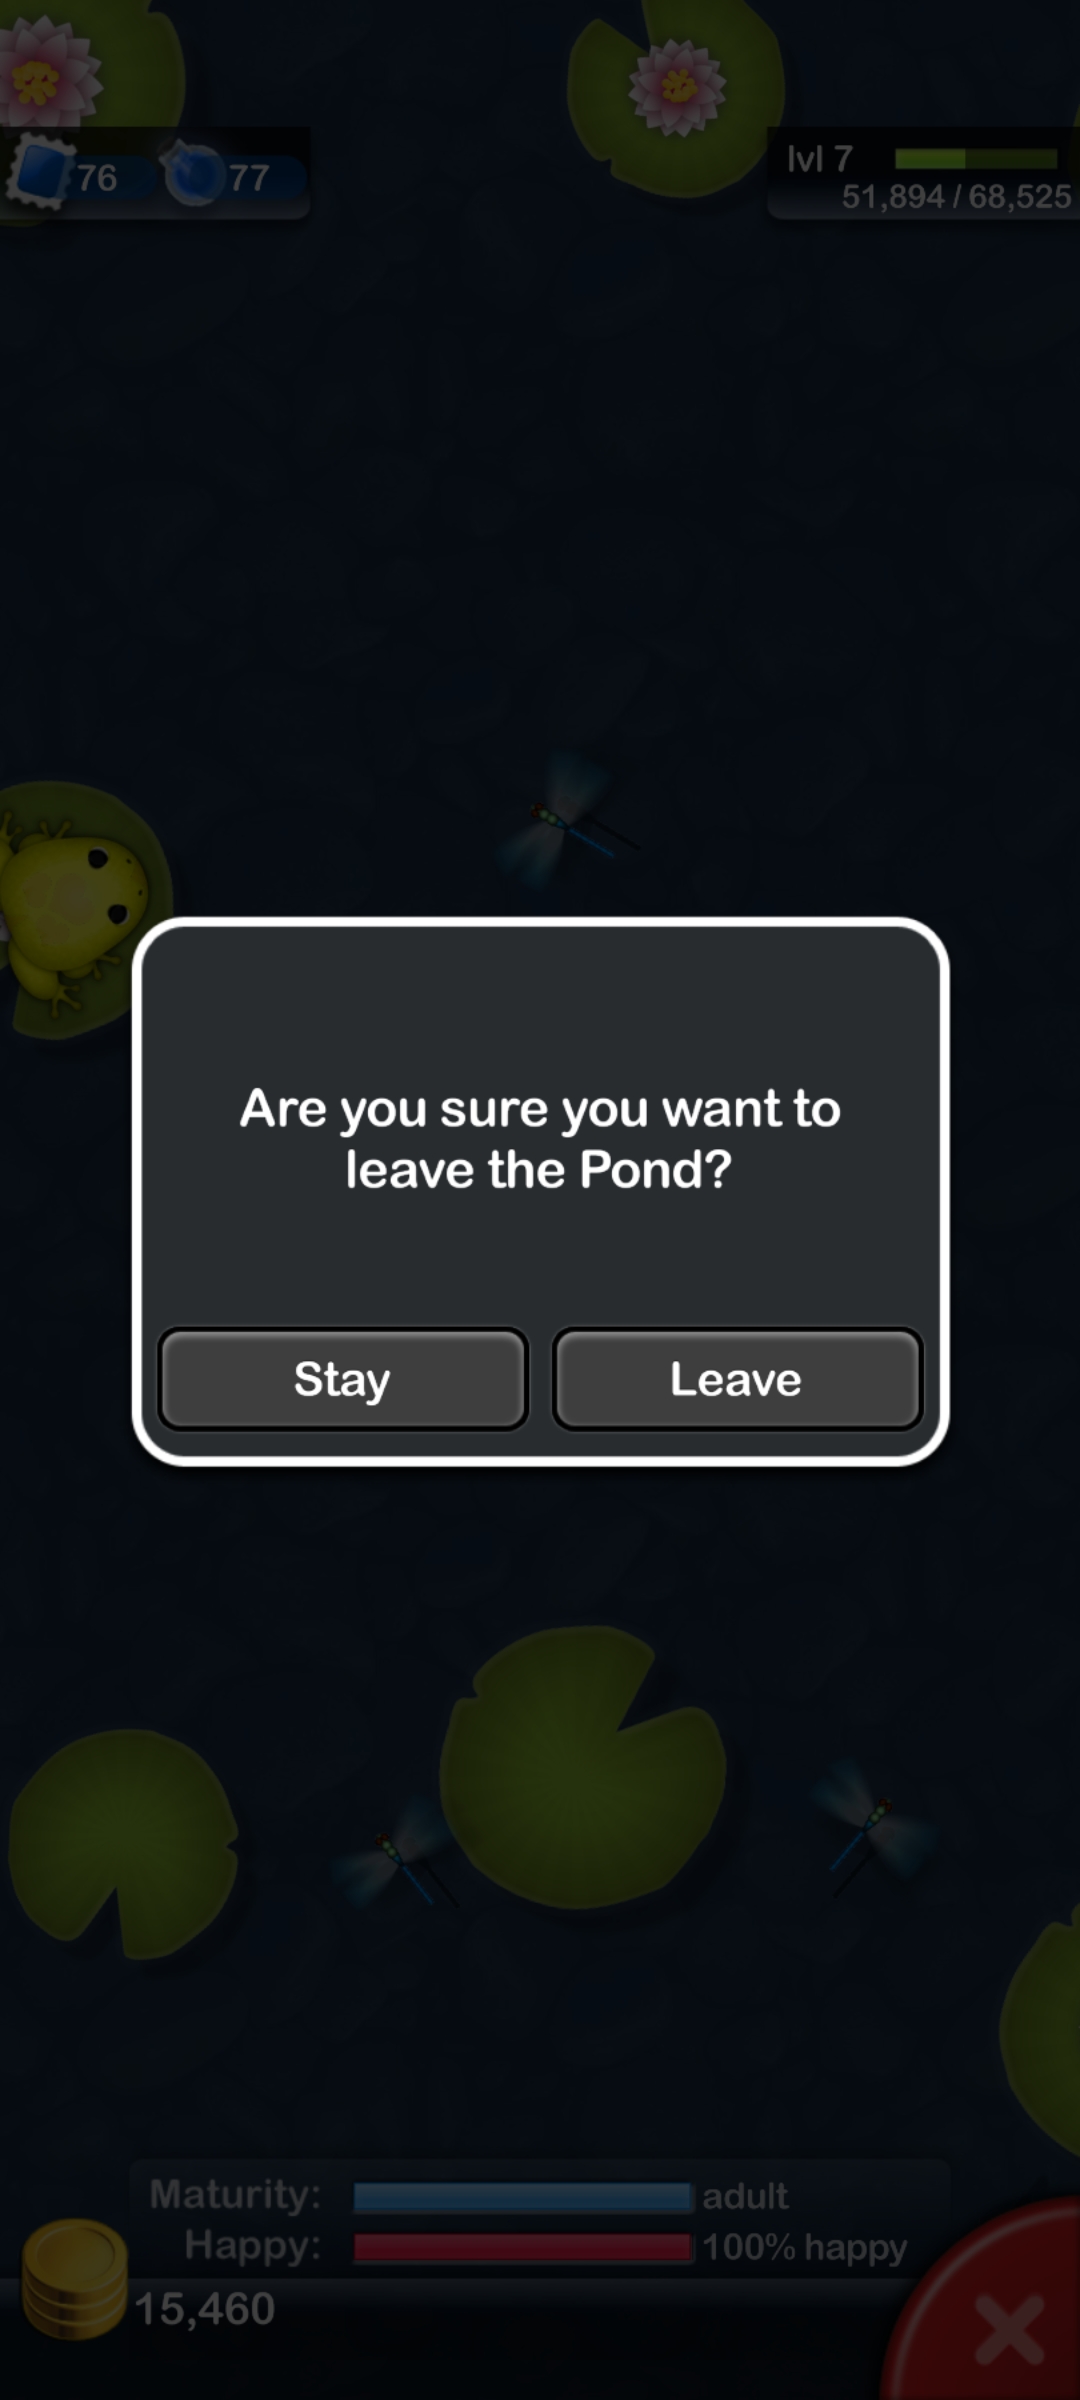 76
77
lvl 7
51,894 / 68,525
Are you sure you want to
leave the Pond?
Stay
Leave
Maturity:
adult
Happy:
100% happy
15,460